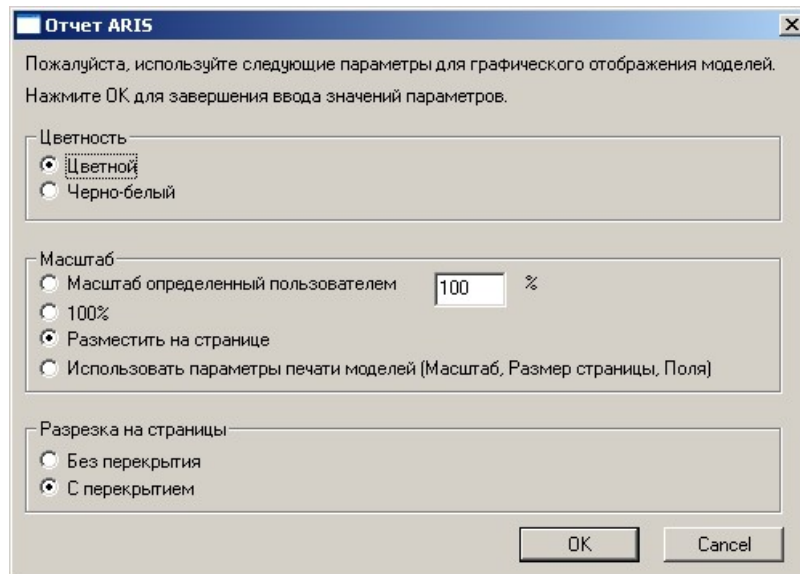 Отчет ARIS
Пожалуйста, используйте следующие параметры для графического отображения моделей.
Нажмите ОК для завершения ввода значений параметров.
Цветность
Цветной
Черно-белый
Масштаб
Масштаб определенный пользователем 100 %
100%
Разместить на странице
Использовать параметры печати моделей (Масштаб, Размер страницы, Поля)
Разрезка на страницы
Без перекрытия
С перекрытием
OK Cancel